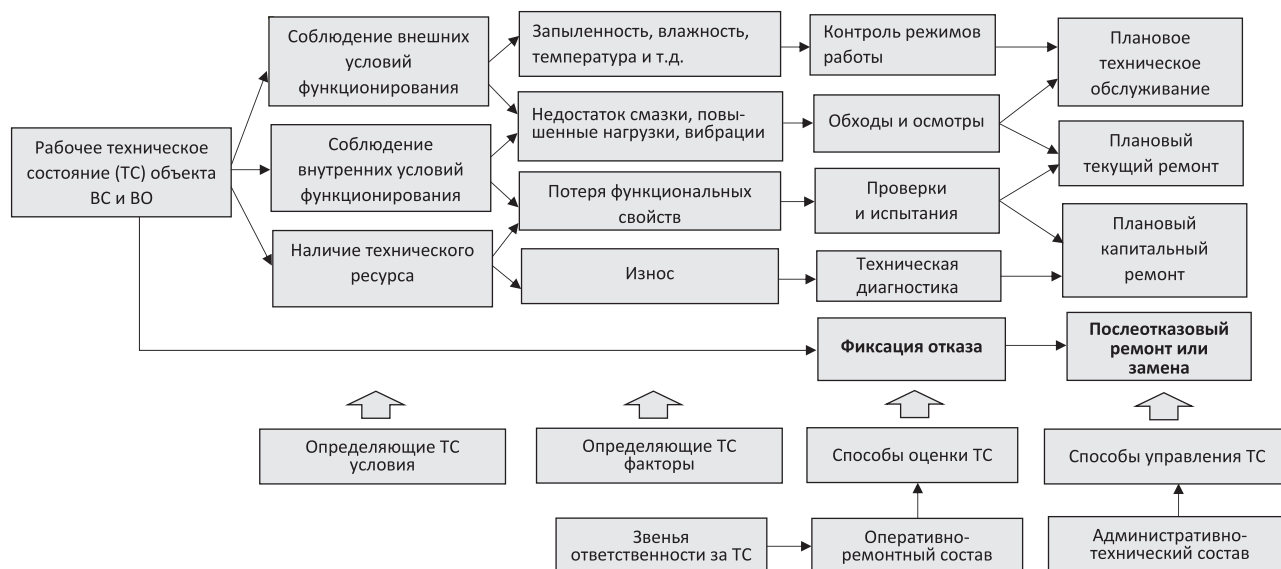 Рабочее техническое
состояние (ТС) объекта
ВС и ВО
Соблюдение внешних
условий
функционирования
Соблюдение
внутренних условий
функционирования
Наличие технического
ресурса
Запыленность, влажность,
температура и т.д.
Недостаток смазки, повы-
шенные нагрузки, вибрации
Потеря функциональных
свойств
Износ
Контроль режимов
работы
Обходы и осмотры
Проверки
и испытания
Техническая
диагностика
Фиксация отказа
Плановое
техническое
обслуживание
Плановый
текущий ремонт
Плановый
капитальный
ремонт
Послеотказовый
ремонт или
замена
Определяющие ТС
условия
Определяющие ТС
факторы
Способы оценки ТС
Способы управления ТС
Звенья
ответственности за ТС
Оперативно-
ремонтный состав
Административно-
технический состав